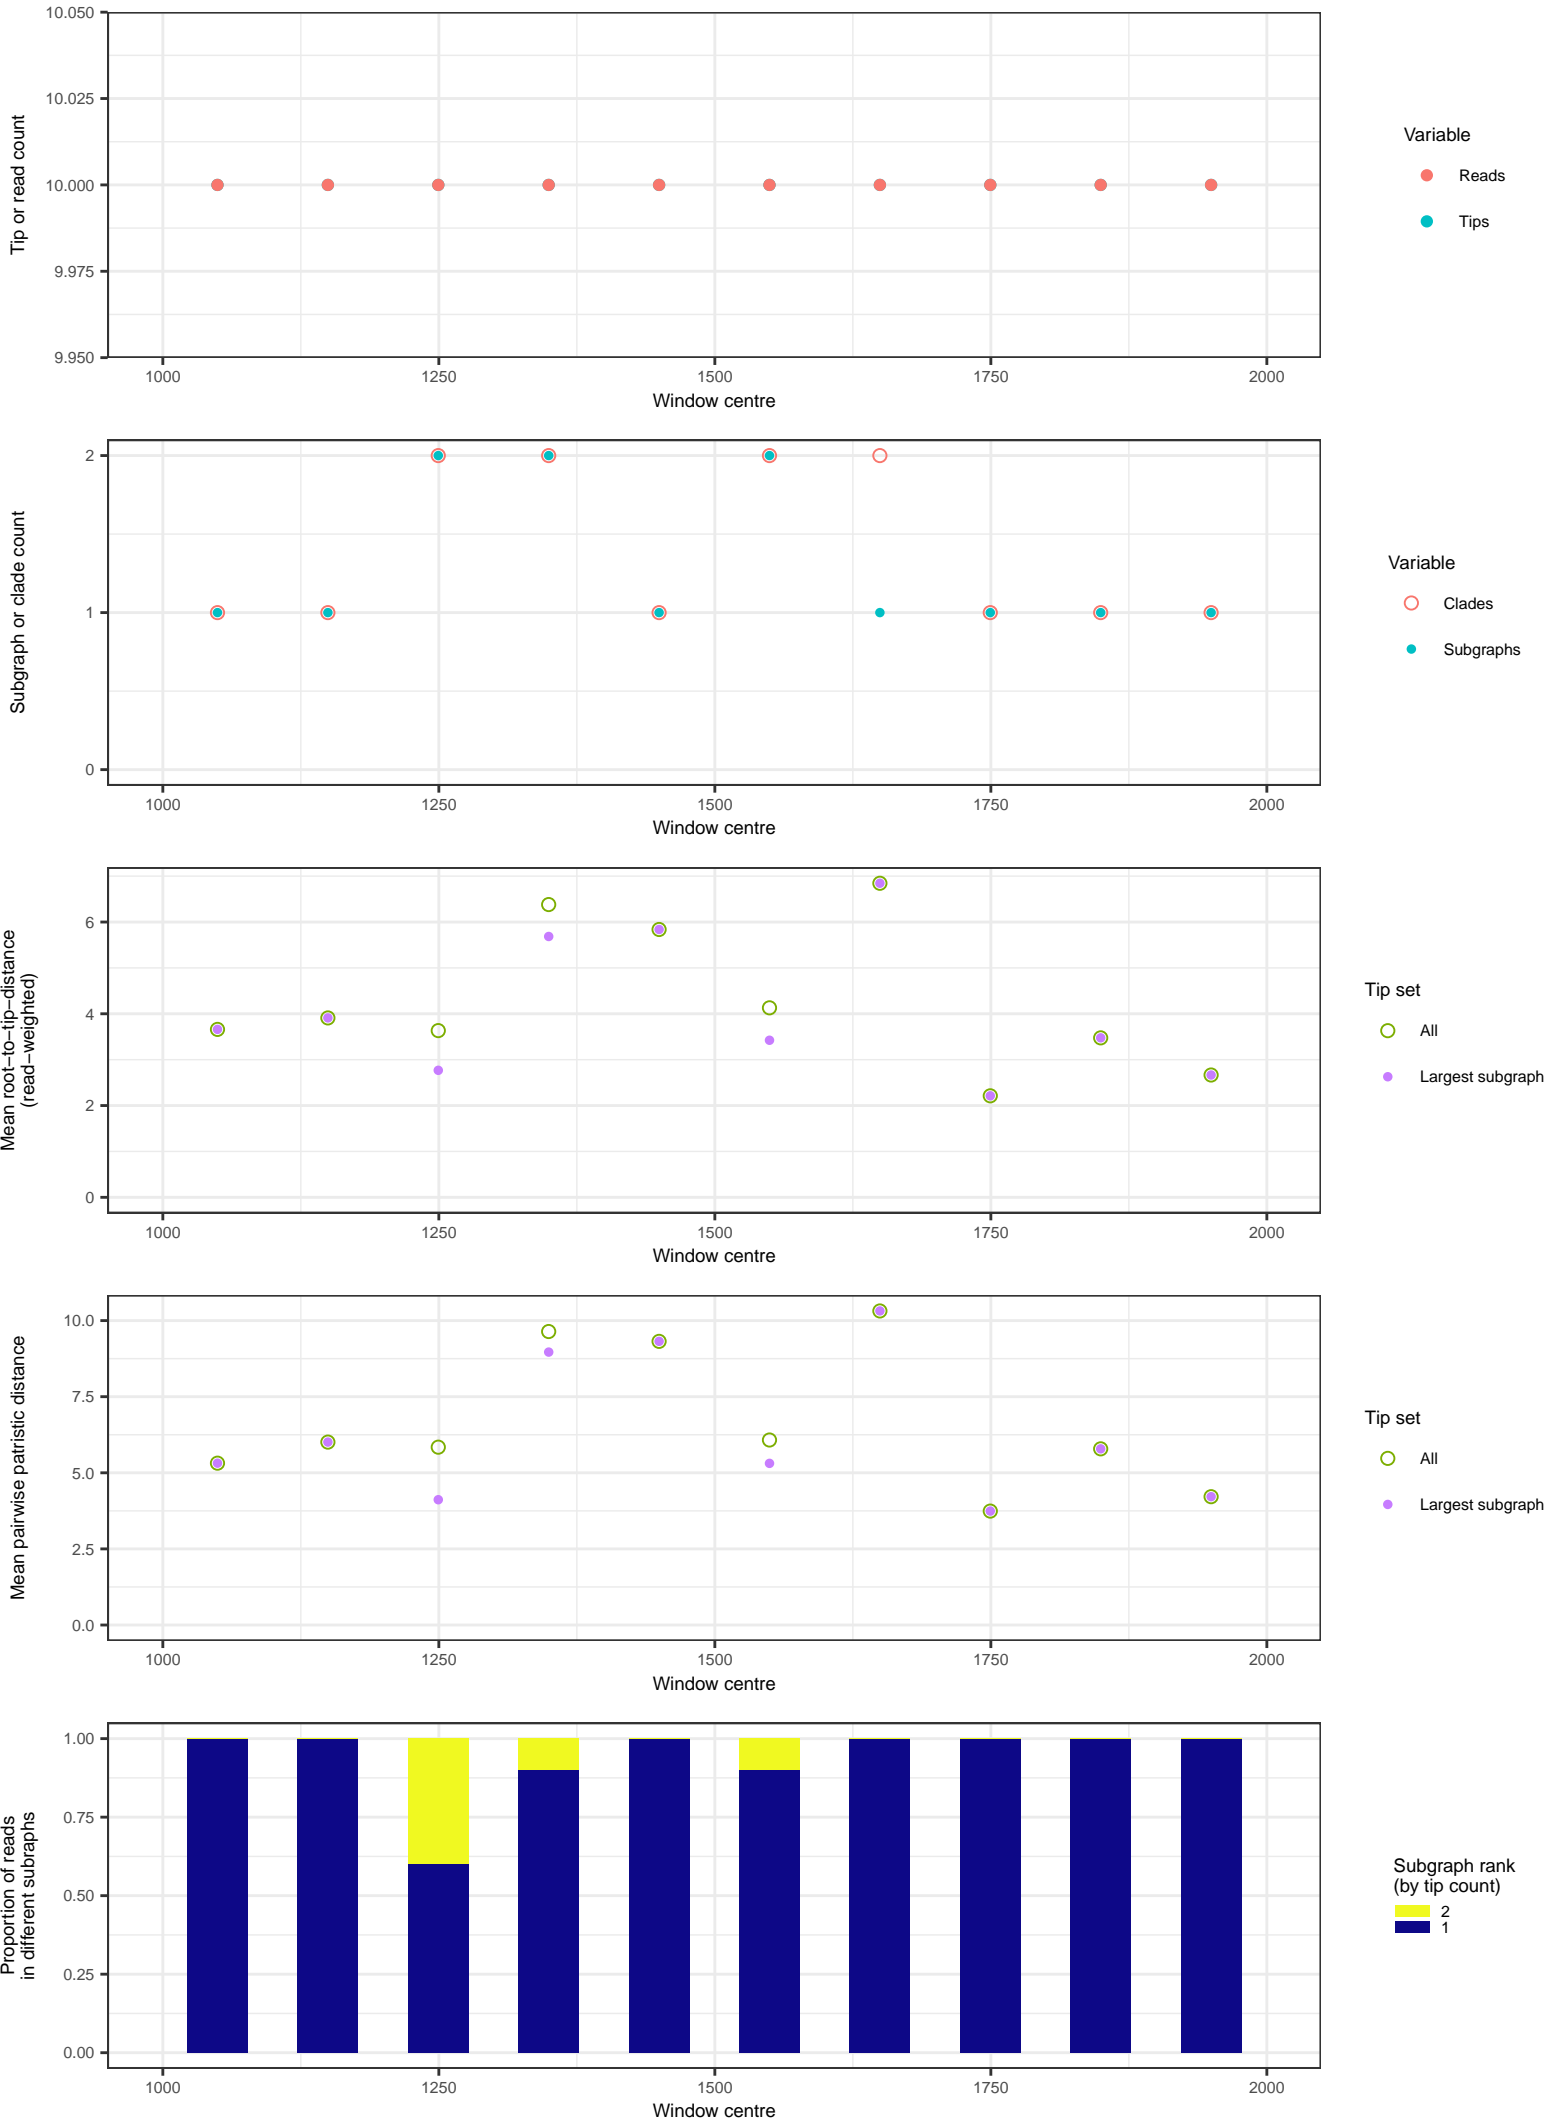 10.050
10.025
10.000
9.975
9.950
Tip or read count
1000 1250 1500 1750 2000
Window centre
Variable
Reads
Tips
2
1
0
Subgraph or clade count
1000 1250 1500 1750 2000
Window centre
Variable
Clades
Subgraphs
6
4
2
0
Mean root−to−tip−distance
(read−weighted)
1000 1250 1500 1750 2000
Window centre
Tip set
All
Largest subgraph
10.0
7.5
5.0
2.5
0.0
Mean pairwise patristic distance
1000 1250 1500 1750 2000
Window centre
Tip set
All
Largest subgraph
1.00
0.75
0.50
0.25
0.00
Proportion of reads
in different subraphs
1000 1250 1500 1750 2000
Window centre
Subgraph rank
(by tip count)
2
1